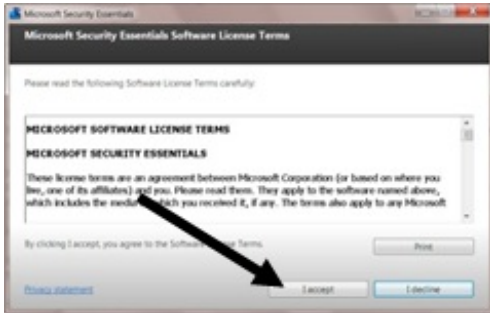 Microsoft Security Essentials
Microsoft Security Essentials Software License Terms
Please read the following Software License Terms carefully:
MICROSOFT SOFTWARE LICENSE TERMS
MICROSOFT SECURITY ESSENTIALS
These license terms are an agreement between Microsoft Corporation (or based on where you
live, one of its affiliates) and you. Please read them. They apply to the software named above,
which includes the media which you received it, if any. The terms also apply to any Microsoft
By clicking I accept, you agree to the Software Terms.
Print
Privacy statement
I accept
I decline